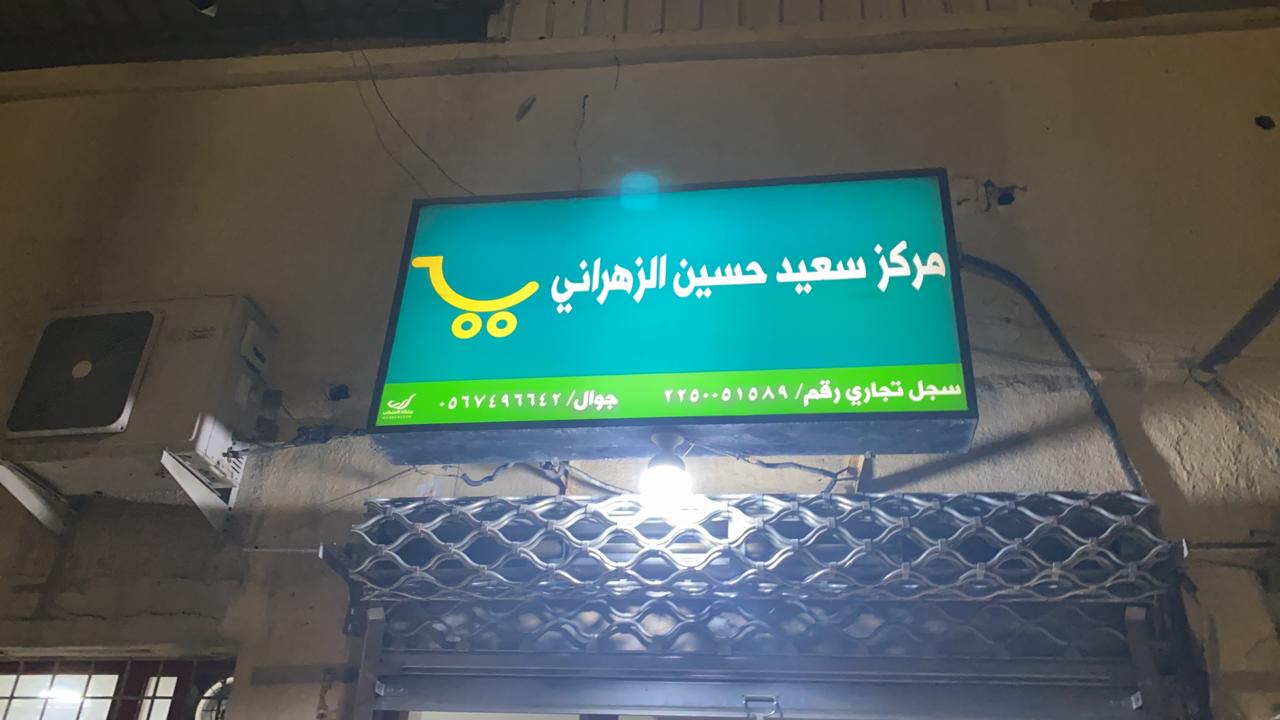 مركز سعيد حسين الزهراني
سجل تجاري رقم/ ٢٢٥٠٠٥١٥٨٩ جوال/ ٠٥٦٧٤٩٦٦٤٢